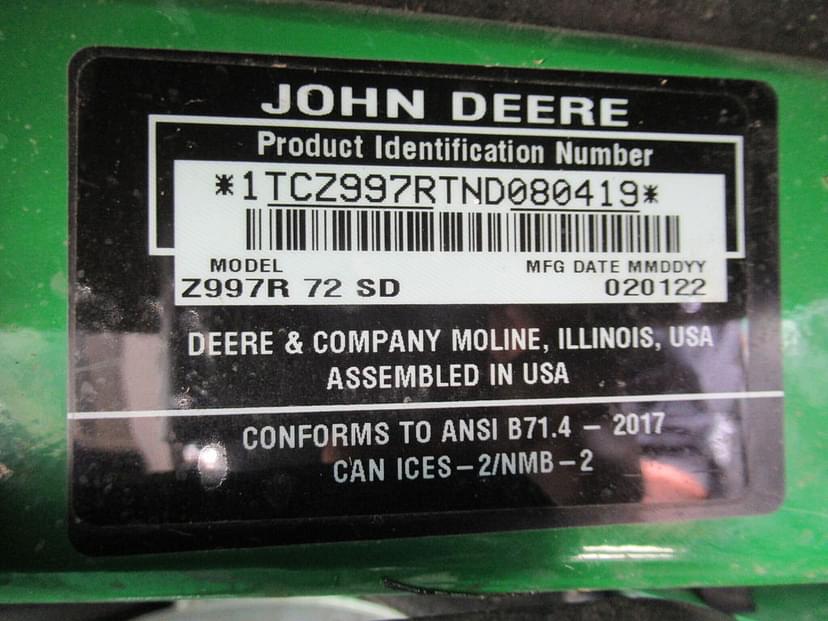 JOHN DEERE
Product Identification Number
*1TCZ997RTND080419*
MODEL MFG DATE MMDDYY
Z997R 72 SD 020122
DEERE & COMPANY MOLINE, ILLINOIS, USA
ASSEMBLED IN USA
CONFORMS TO ANSI B71.4 – 2017
CAN ICES–2/NMB–2